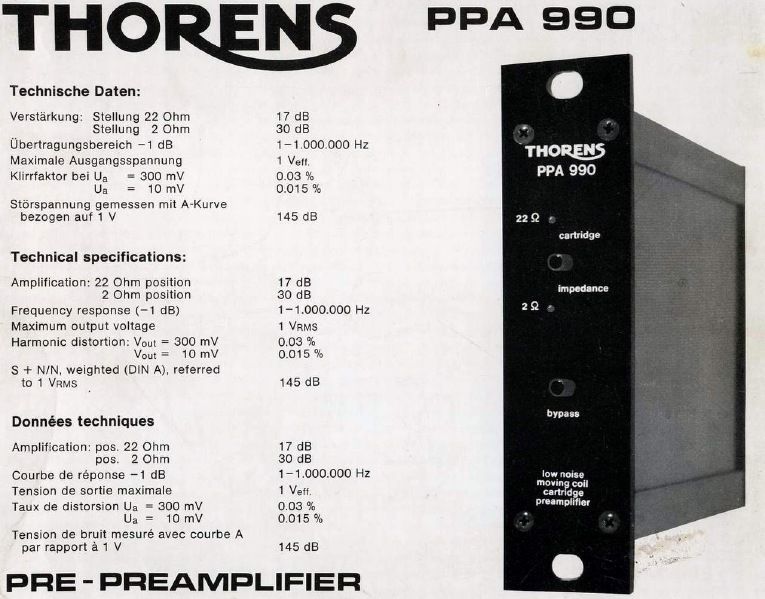 THORENS
PPA 990
Technische Daten:
Verstärkung: Stellung 22 Ohm 17 dB
Stellung 2 Ohm 30 dB
Übertragungsbereich −1 dB 1–1.000.000 Hz
Maximale Ausgangsspannung 1 Veff.
Klirrfaktor bei Ua = 300 mV 0.03 %
Ua = 10 mV 0.015 %
Störspannung gemessen mit A-Kurve
bezogen auf 1 V 145 dB
Technical specifications:
Amplification: 22 Ohm position 17 dB
2 Ohm position 30 dB
Frequency response (−1 dB) 1–1.000.000 Hz
Maximum output voltage 1 VRMS
Harmonic distortion: Vout = 300 mV 0.03 %
Vout = 10 mV 0.015 %
S + N/N, weighted (DIN A), referred
to 1 VRMS 145 dB
Données techniques
Amplification: pos. 22 Ohm 17 dB
pos. 2 Ohm 30 dB
Courbe de réponse −1 dB 1–1.000.000 Hz
Tension de sortie maximale 1 Veff.
Taux de distorsion Ua = 300 mV 0.03 %
Ua = 10 mV 0.015 %
Tension de bruit mesuré avec courbe A
par rapport à 1 V 145 dB
PRE-PREAMPLIFIER
THORENS
PPA 990
22 Ω
cartridge
impedance
2 Ω
bypass
low noise
moving coil
cartridge
preamplifier